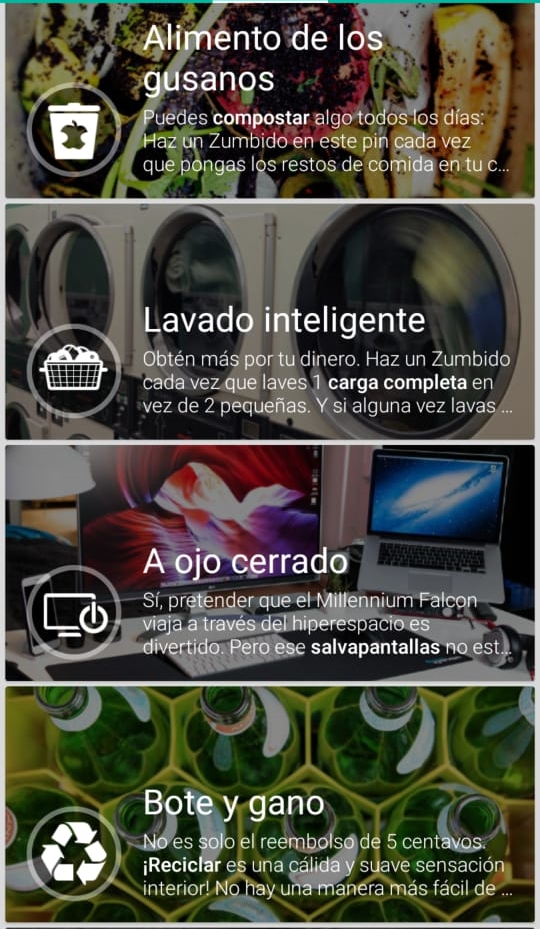 Alimento de los
gusanos
Puedes compostar algo todos los días:
Haz un Zumbido en este pin cada vez
que pongas los restos de comida en tu c...
Lavado inteligente
Obtén más por tu dinero. Haz un Zumbido
cada vez que laves 1 carga completa en
vez de 2 pequeñas. Y si alguna vez lavas ...
A ojo cerrado
Sí, pretender que el Millennium Falcon
viaja a través del hiperespacio es
divertido. Pero ese salvapantallas no est...
Bote y gano
No es solo el reembolso de 5 centavos.
¡Reciclar es una cálida y suave sensación
interior! No hay una manera más fácil de ...